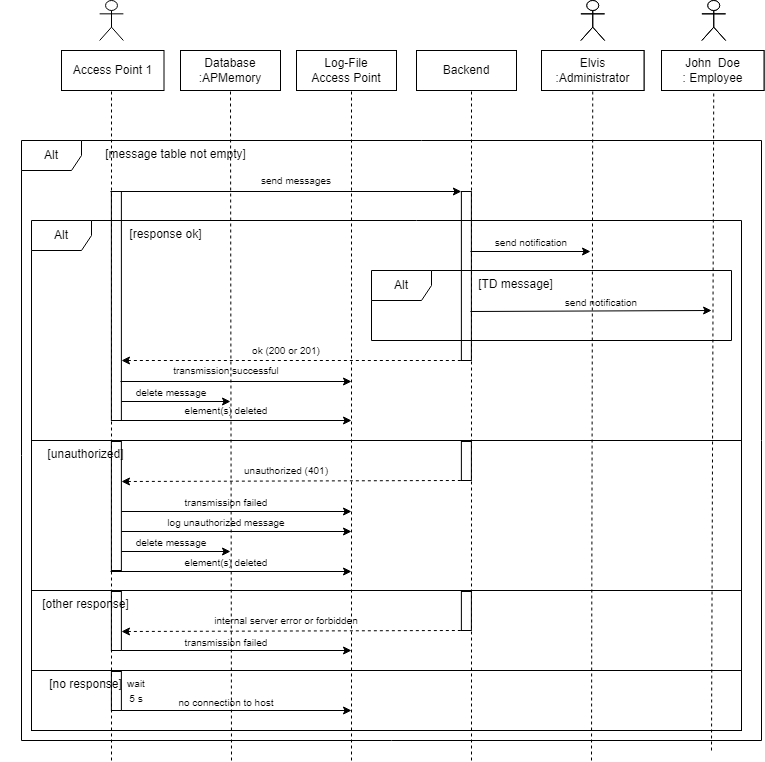 Access Point 1
Database
:APMemory
Log-File
Access Point
Backend
Elvis
:Administrator
John Doe
: Employee
Alt
[message table not empty]
send messages
Alt
[response ok]
send notification
Alt
[TD message]
send notification
ok (200 or 201)
transmission successful
delete message
element(s) deleted
[unauthorized]
unauthorized (401)
transmission failed
log unauthorized message
delete message
element(s) deleted
[other response]
internal server error or forbidden
transmission failed
[no response]
wait
5 s
no connection to host